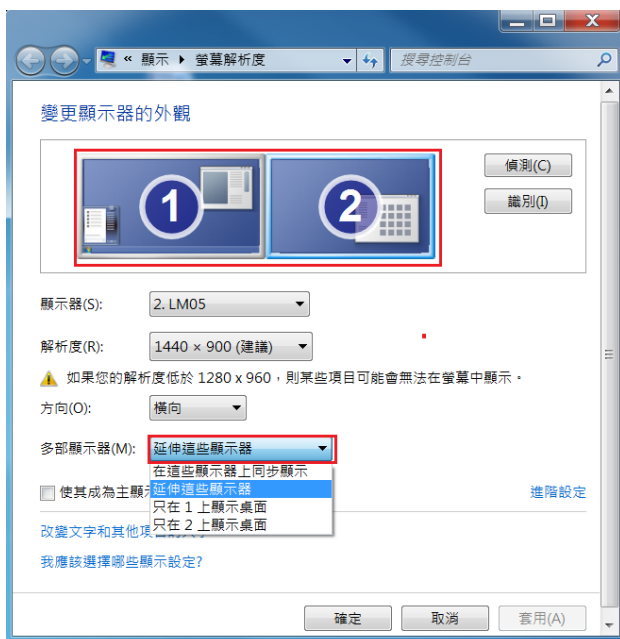 « 顯示 ▸ 螢幕解析度
搜尋控制台
變更顯示器的外觀
1
2
偵測(C)
識別(I)
顯示器(S):
2. LM05
解析度(R):
1440 × 900 (建議)
如果您的解析度低於 1280 x 960，則某些項目可能會無法在螢幕中顯示。
方向(O):
橫向
多部顯示器(M):
延伸這些顯示器
在這些顯示器上同步顯示
延伸這些顯示器
只在 1 上顯示桌面
只在 2 上顯示桌面
使其成為主顯
進階設定
改變文字和其他
我應該選擇哪些顯示設定?
確定
取消
套用(A)